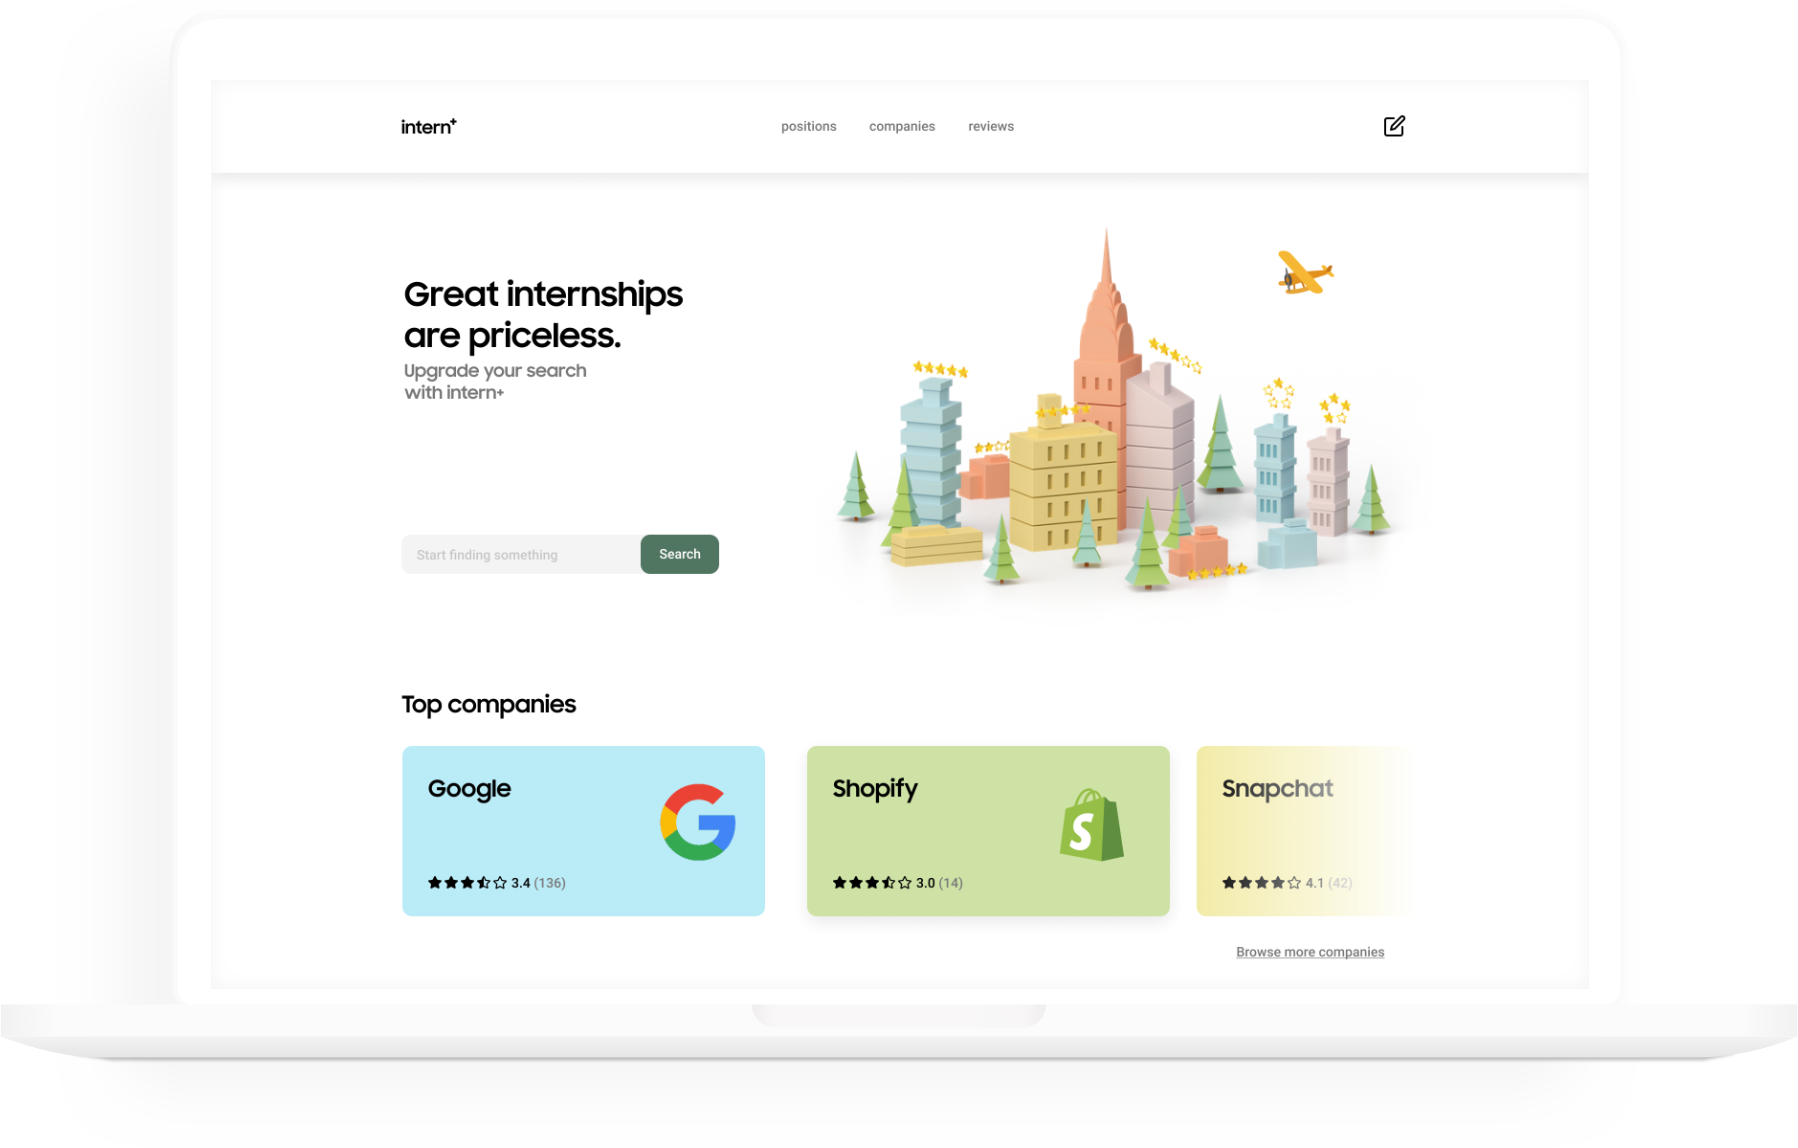 intern+
positions
companies
reviews
Great internships
are priceless.
Upgrade your search
with intern+
Start finding something
Search
Top companies
Google
3.4 (136)
Shopify
S
3.0 (14)
Snapchat
4.1 (42)
Browse more companies